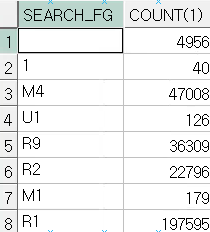 SEARCH_FG COUNT(1)
1 4956
2 1 40
3 M4 47008
4 U1 126
5 R9 36309
6 R2 22796
7 M1 179
8 R1 197595